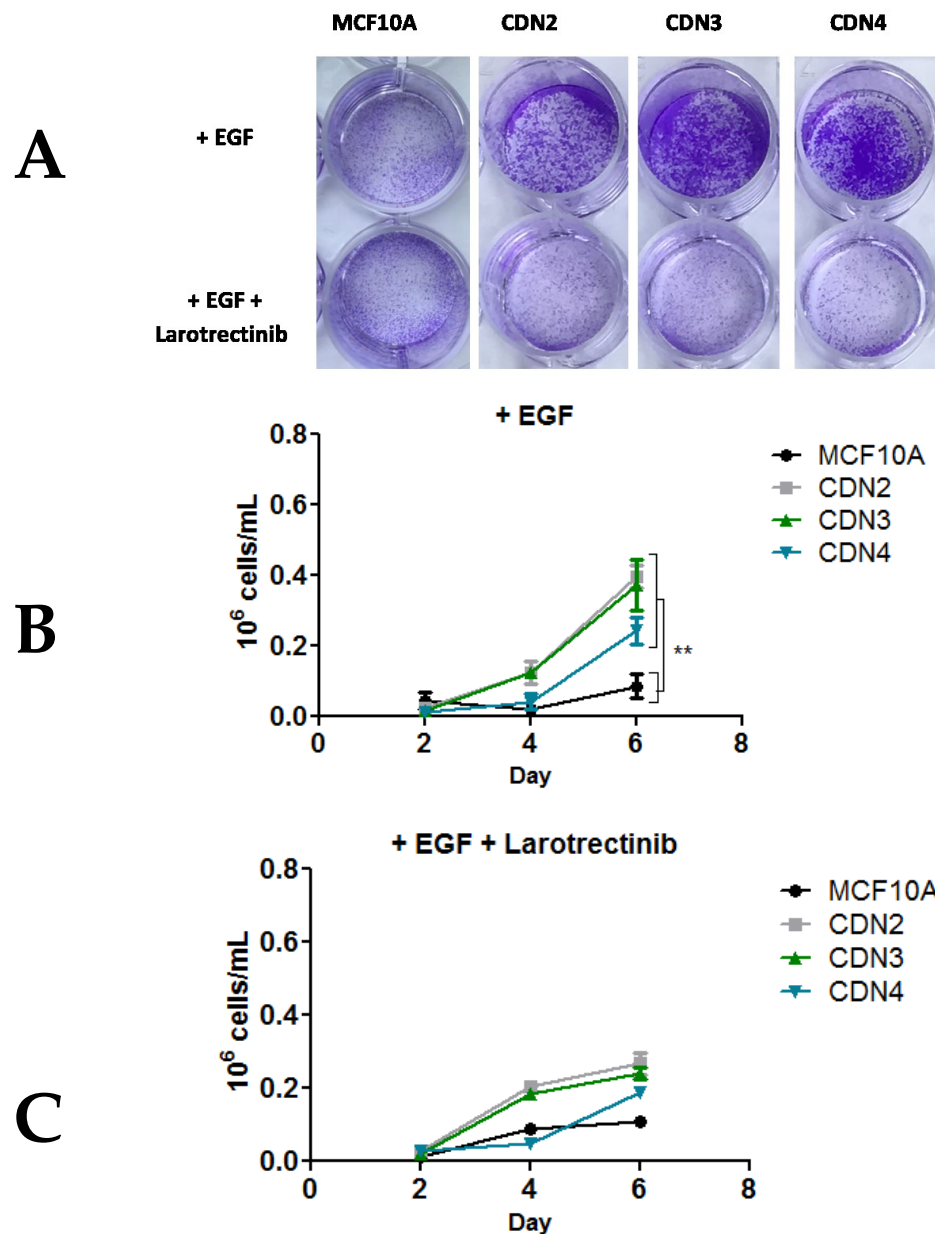 MCF10A CDN2 CDN3 CDN4
A
+ EGF
+ EGF +
Larotrectinib
+ EGF
B
10⁶ cells/mL
0.8
0.6
0.4
0.2
0.0
0 2 4 6 8
Day
MCF10A
CDN2
CDN3
CDN4
**
+ EGF + Larotrectinib
C
10⁶ cells/mL
0.8
0.6
0.4
0.2
0.0
0 2 4 6 8
Day
MCF10A
CDN2
CDN3
CDN4